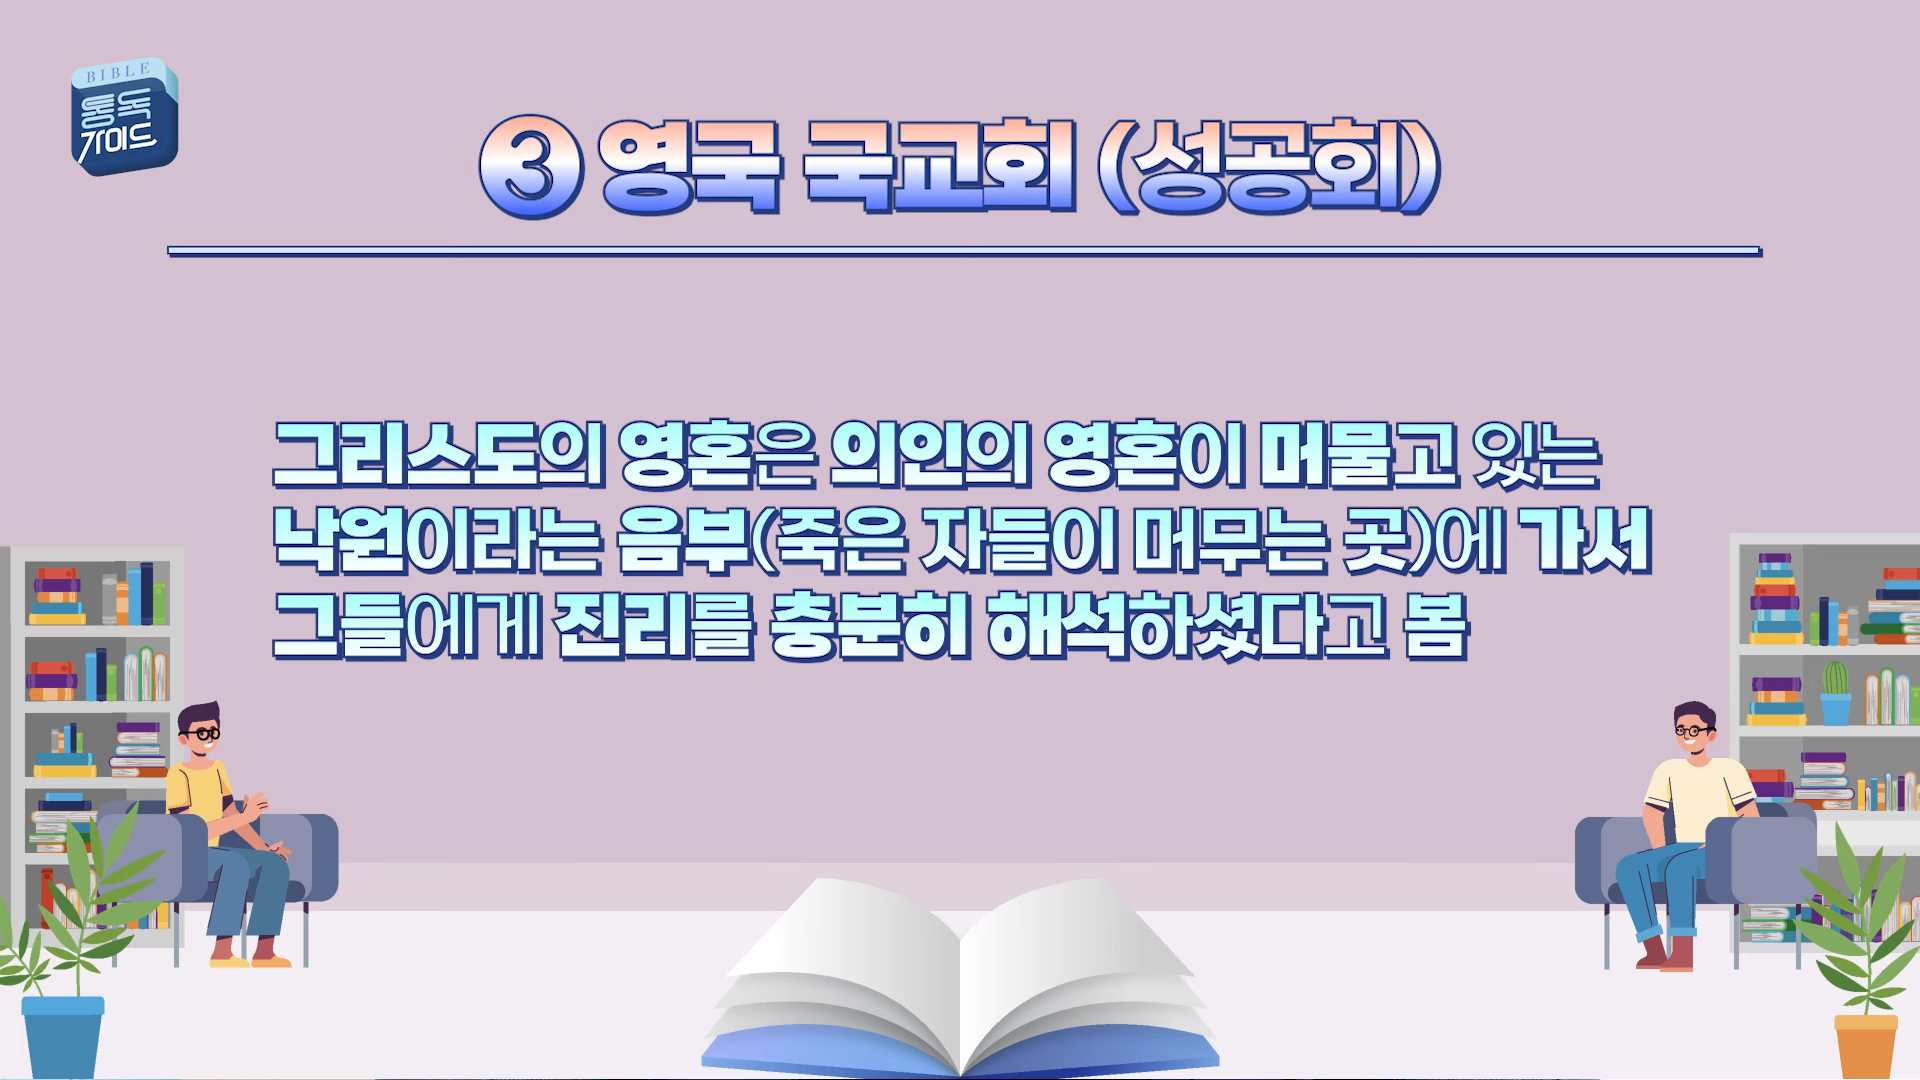 BIBLE
통독
가이드
③ 영국 국교회 (성공회)
그리스도의 영혼은 의인의 영혼이 머물고 있는
낙원이라는 음부(죽은 자들이 머무는 곳)에 가서
그들에게 진리를 충분히 해석하셨다고 봄